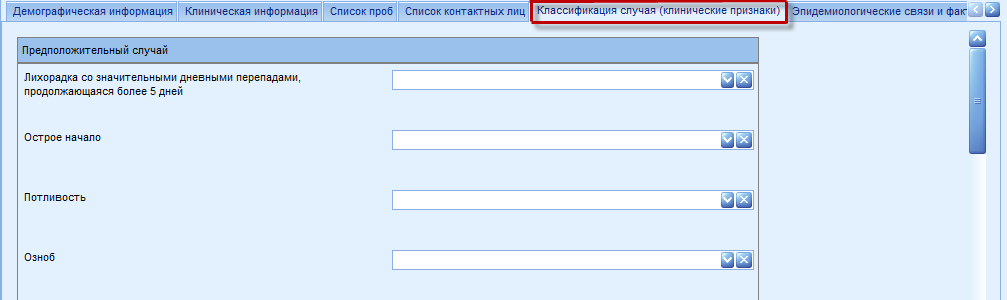 Демографическая информация Клиническая информация Список проб Список контактных лиц Классификация случая (клинические признаки) Эпидемиологические связи и фак
Предположительный случай
Лихорадка со значительными дневными перепадами,
продолжающаяся более 5 дней
Острое начало
Потливость
Озноб